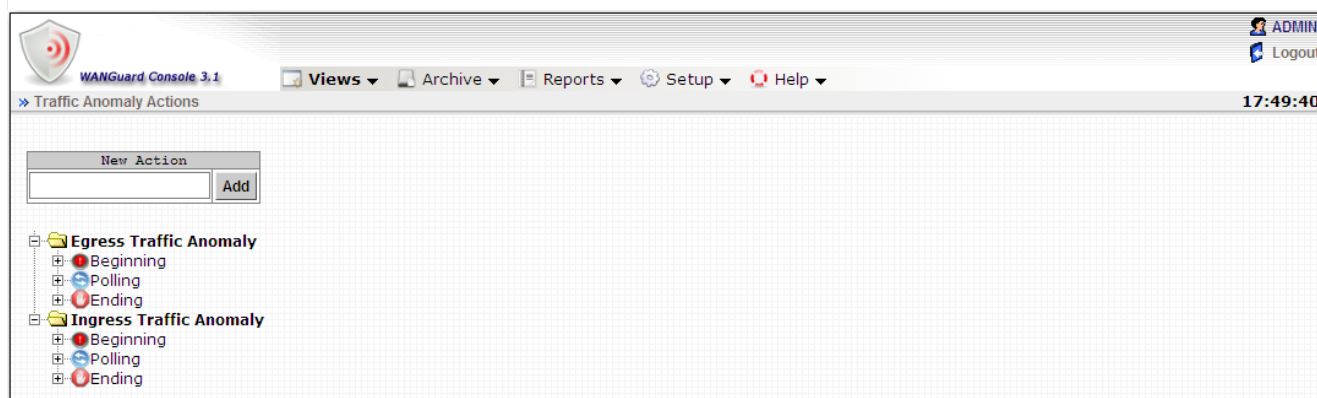 ADMIN
Logout
WANGuard Console 3.1
Views Archive Reports Setup Help
» Traffic Anomaly Actions 17:49:40
New Action
Add
Egress Traffic Anomaly
Beginning
Polling
Ending
Ingress Traffic Anomaly
Beginning
Polling
Ending